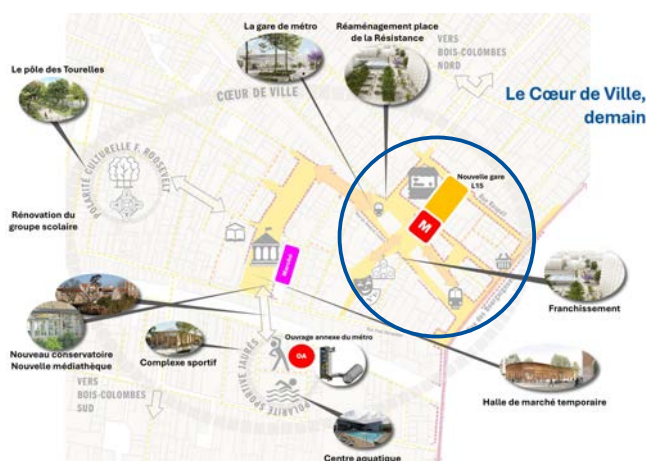 La gare de métro
Réaménagement place
de la Résistance
VERS
BOIS-COLOMBES
NORD
Le pôle des Tourelles
CŒUR DE VILLE
Le Cœur de Ville,
demain
POLARITÉ CULTURELLE F. ROOSEVELT
Nouvelle gare
L15
Rue Raspail
M
Rénovation du
groupe scolaire
Marché
Franchissement
Nouveau conservatoire
Nouvelle médiathèque
Complexe sportif
Ouvrage annexe du métro
OA
POLARITÉ SPORTIVE JAURÈS
VERS
BOIS-COLOMBES
SUD
Halle de marché temporaire
Centre aquatique